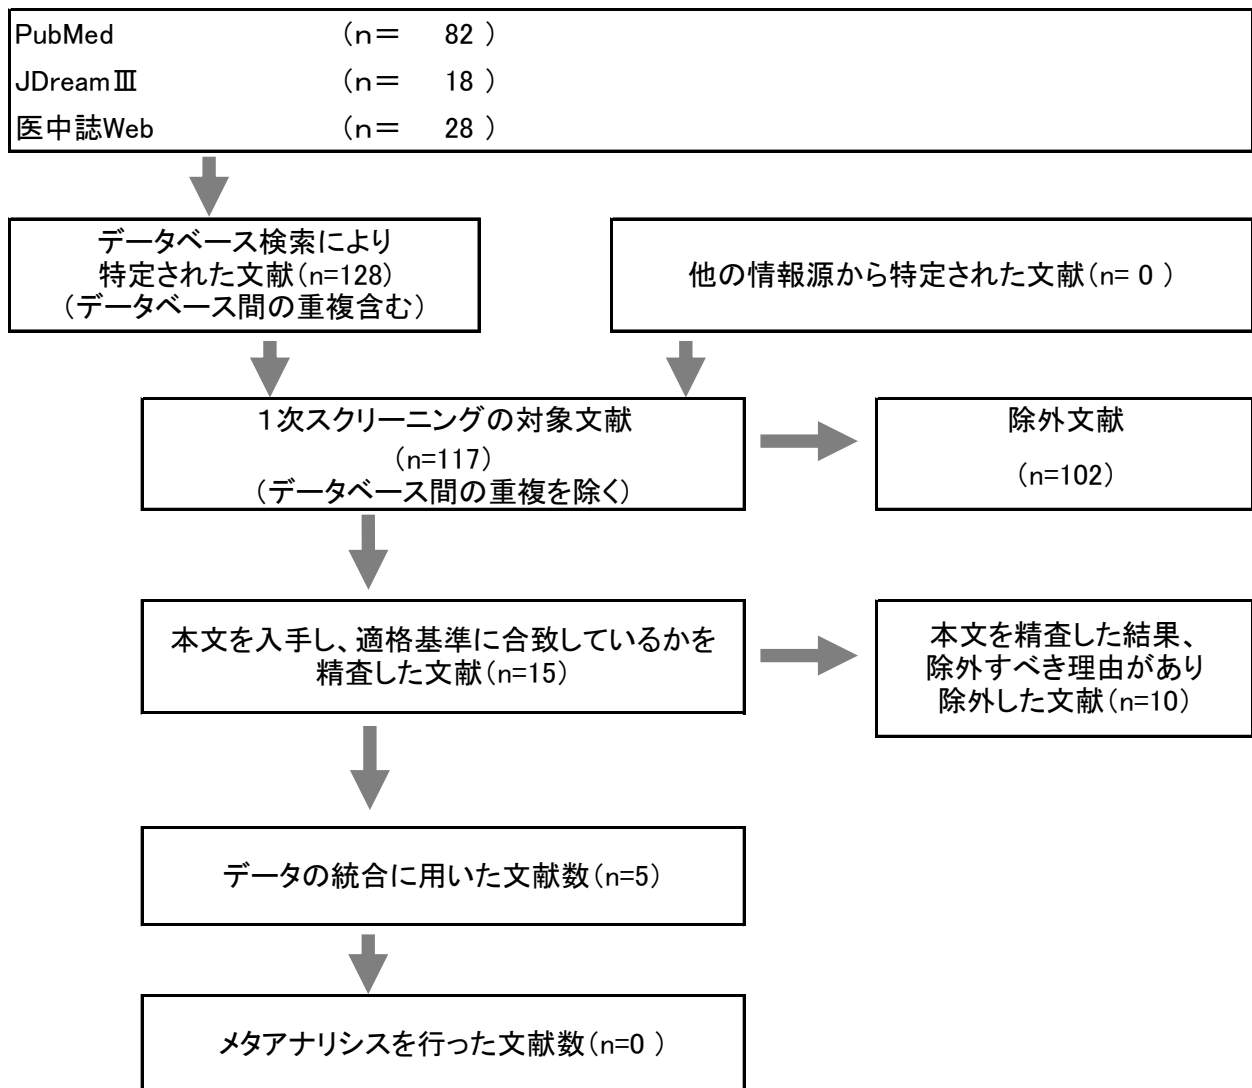 PubMed (n= 82 )
JDreamⅢ (n= 18 )
医中誌Web (n= 28 )
データベース検索により
特定された文献(n=128)
(データベース間の重複含む)
他の情報源から特定された文献(n= 0 )
1次スクリーニングの対象文献
(n=117)
(データベース間の重複を除く)
除外文献
(n=102)
本文を入手し、適格基準に合致しているかを
精査した文献(n=15)
本文を精査した結果、
除外すべき理由があり
除外した文献(n=10)
データの統合に用いた文献数(n=5)
メタアナリシスを行った文献数(n=0 )